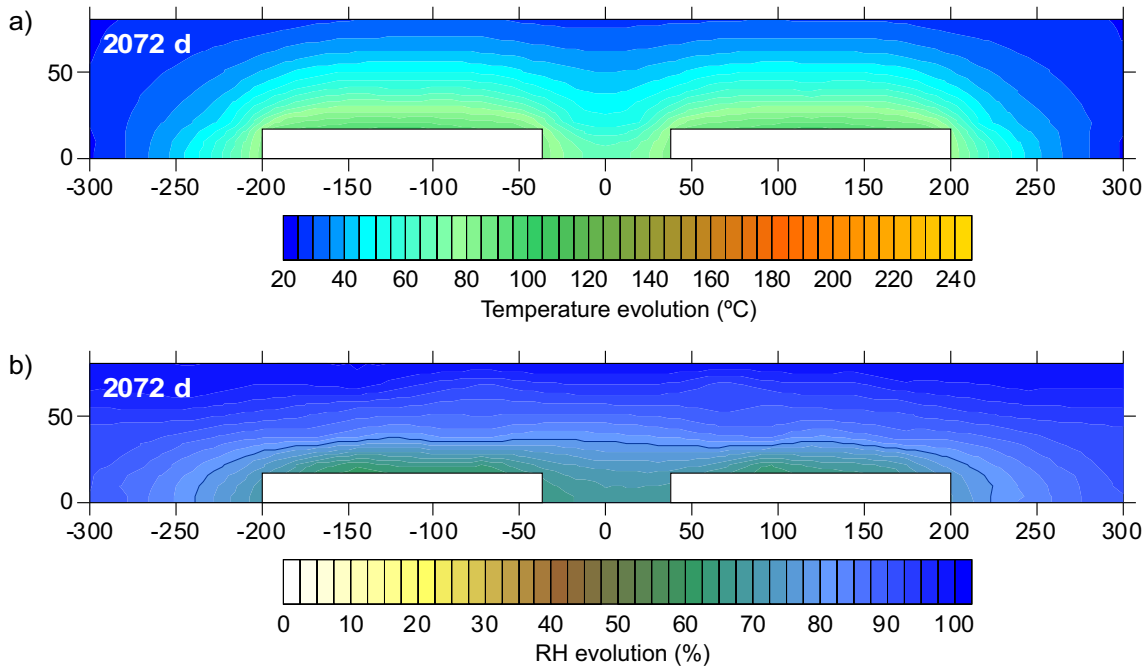 a)
2072 d
50
0
-300 -250 -200 -150 -100 -50 0 50 100 150 200 250 300
20 40 60 80 100 120 140 160 180 200 220 240
Temperature evolution (ºC)
b)
2072 d
50
0
-300 -250 -200 -150 -100 -50 0 50 100 150 200 250 300
0 10 20 30 40 50 60 70 80 90 100
RH evolution (%)